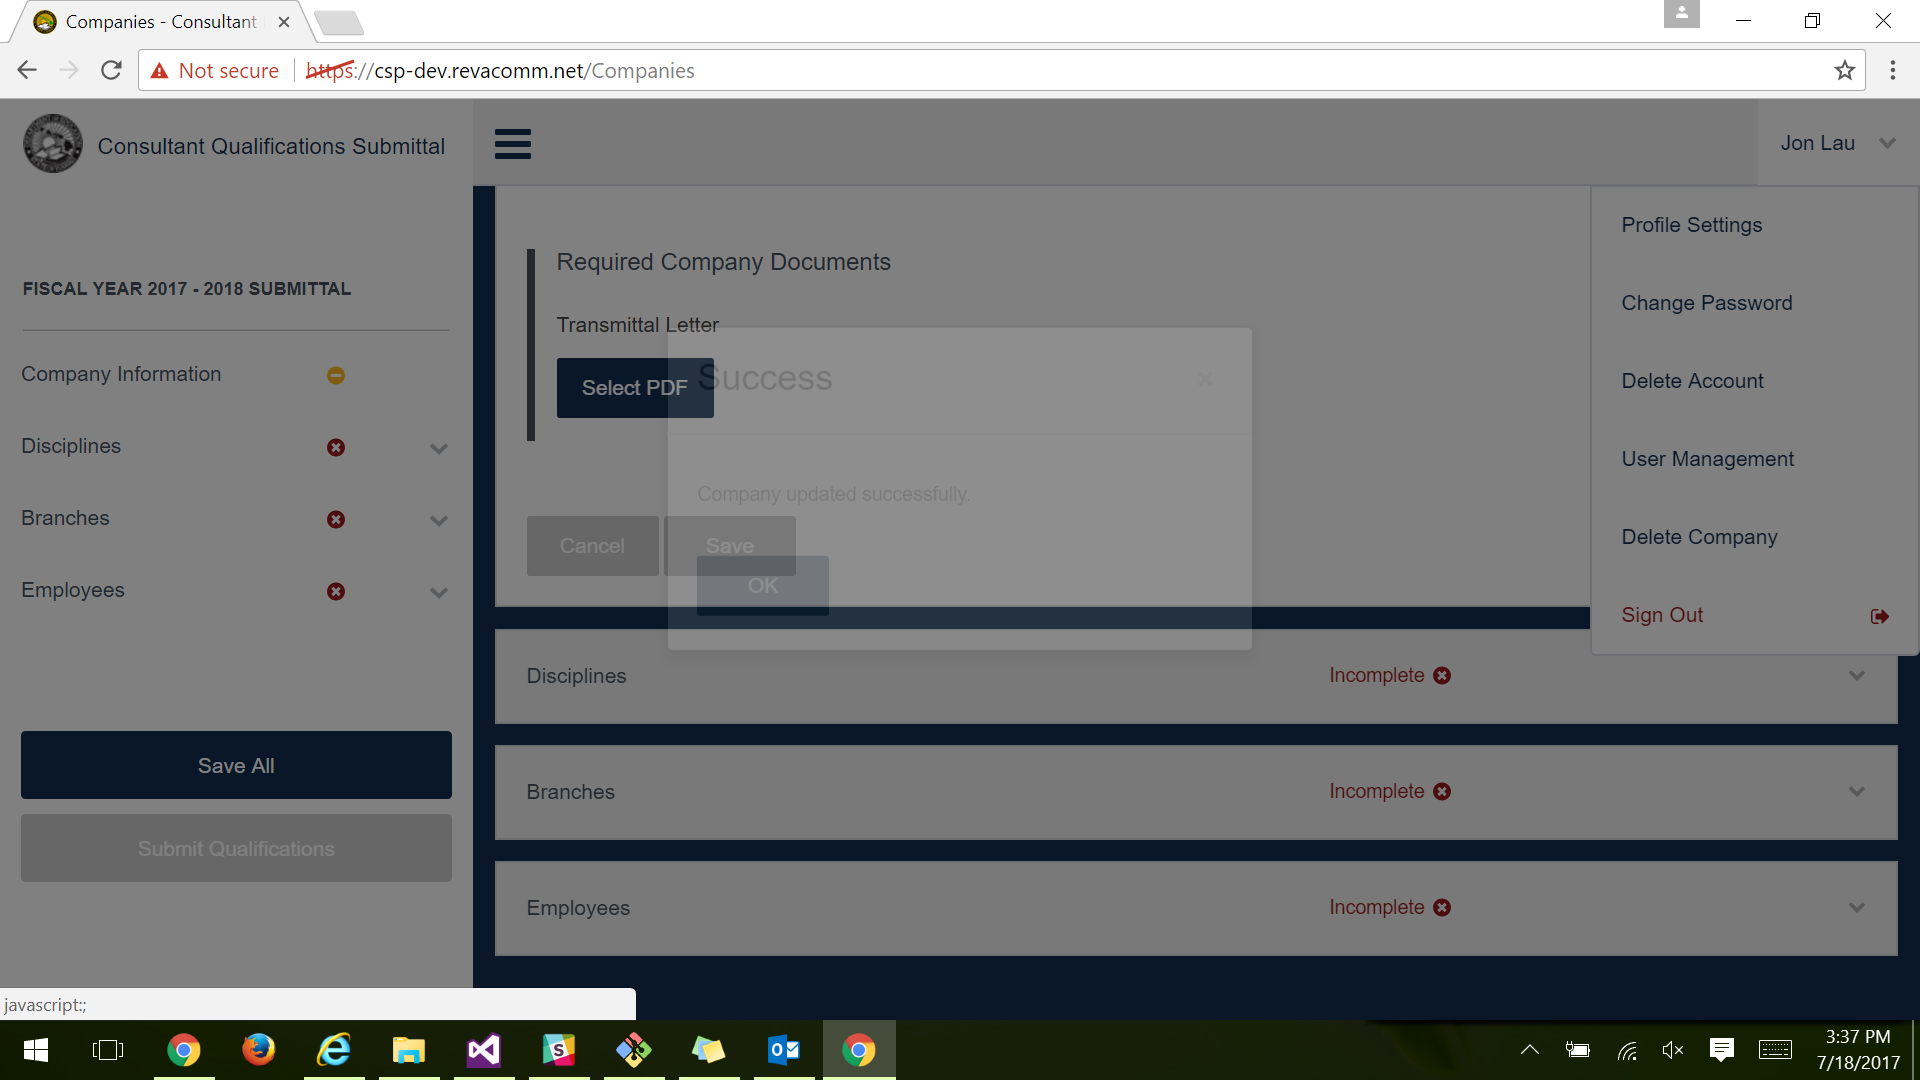 Companies - Consultant
Not secure
https://csp-dev.revacomm.net/Companies
Consultant Qualifications Submittal
Jon Lau
FISCAL YEAR 2017 - 2018 SUBMITTAL
Company Information
Disciplines
Branches
Employees
Save All
Submit Qualifications
Required Company Documents
Transmittal Letter
Select PDF
Success
Company updated successfully.
Cancel
Save
OK
Profile Settings
Change Password
Delete Account
User Management
Delete Company
Sign Out
Disciplines
Incomplete
Branches
Incomplete
Employees
Incomplete
javascript:;
3:37 PM
7/18/2017